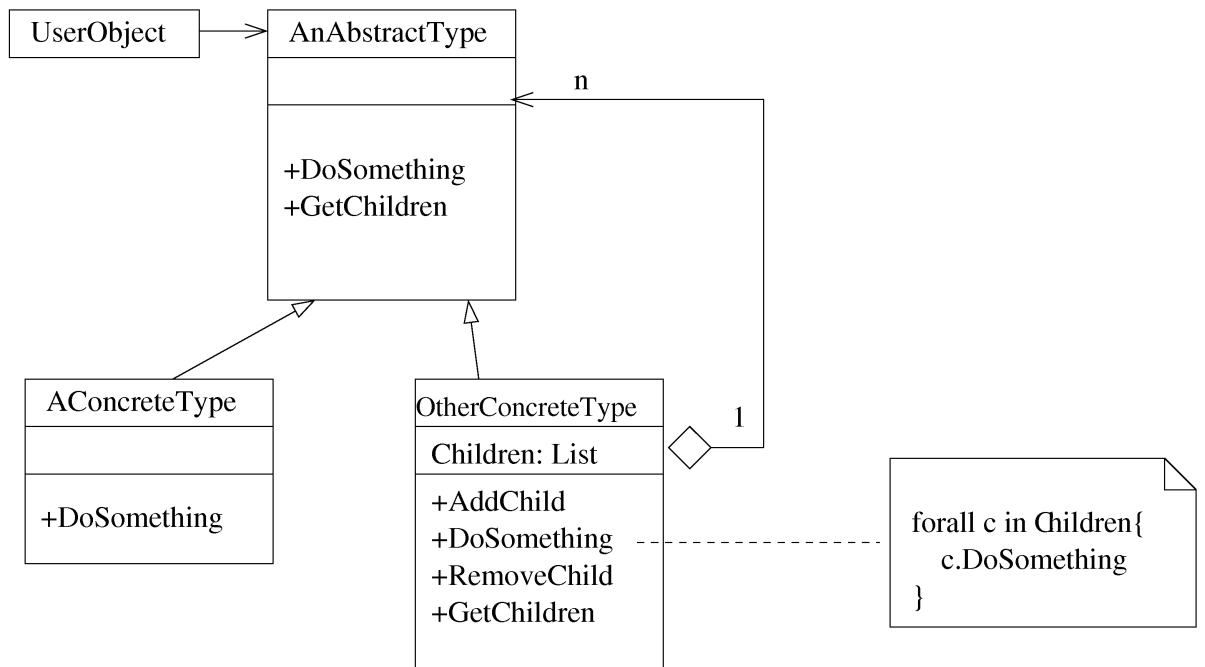 UserObject
AnAbstractType
n
+DoSomething
+GetChildren
AConcreteType
+DoSomething
OtherConcreteType
Children: List
+AddChild
+DoSomething
+RemoveChild
+GetChildren
1
forall c in Children{
c.DoSomething
}